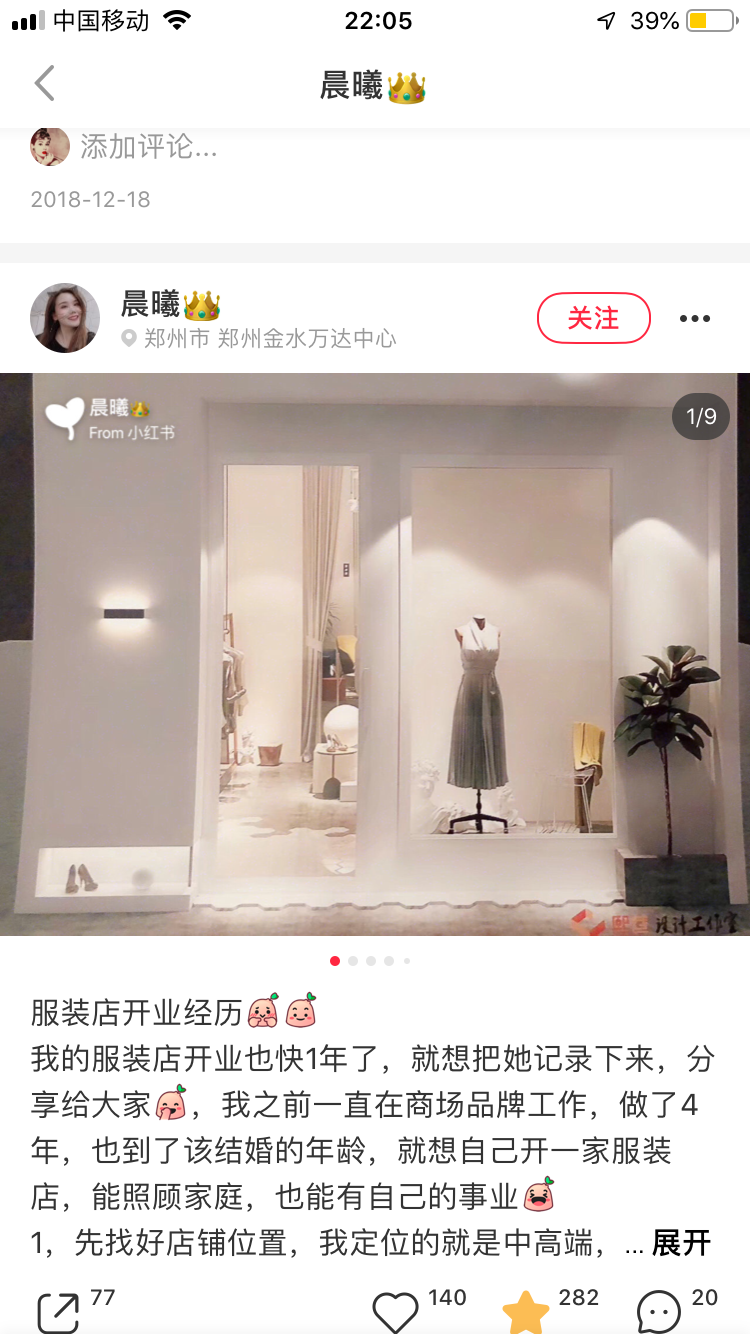 中国移动
22:05
39%
晨曦
添加评论...
2018-12-18
晨曦
郑州市 郑州金水万达中心
关注
晨曦
From 小红书
1/9
设计工作室
服装店开业经历
我的服装店开业也快1年了，就想把她记录下来，分
享给大家，我之前一直在商场品牌工作，做了4
年，也到了该结婚的年龄，就想自己开一家服装
店，能照顾家庭，也能有自己的事业
1，先找好店铺位置，我定位的就是中高端，... 展开
77
140
282
20